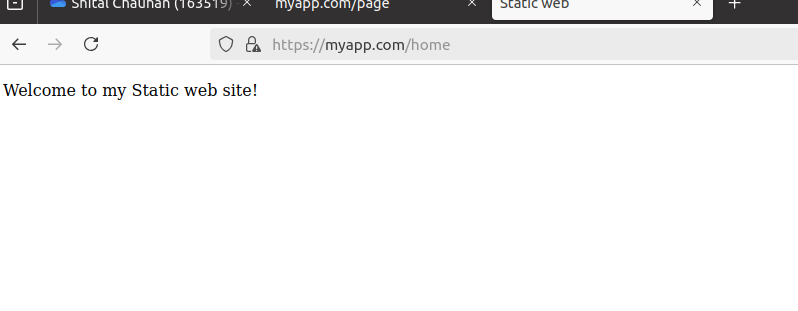 Shital Chauhan (163519)
myapp.com/page
Static web
https://myapp.com/home
Welcome to my Static web site!